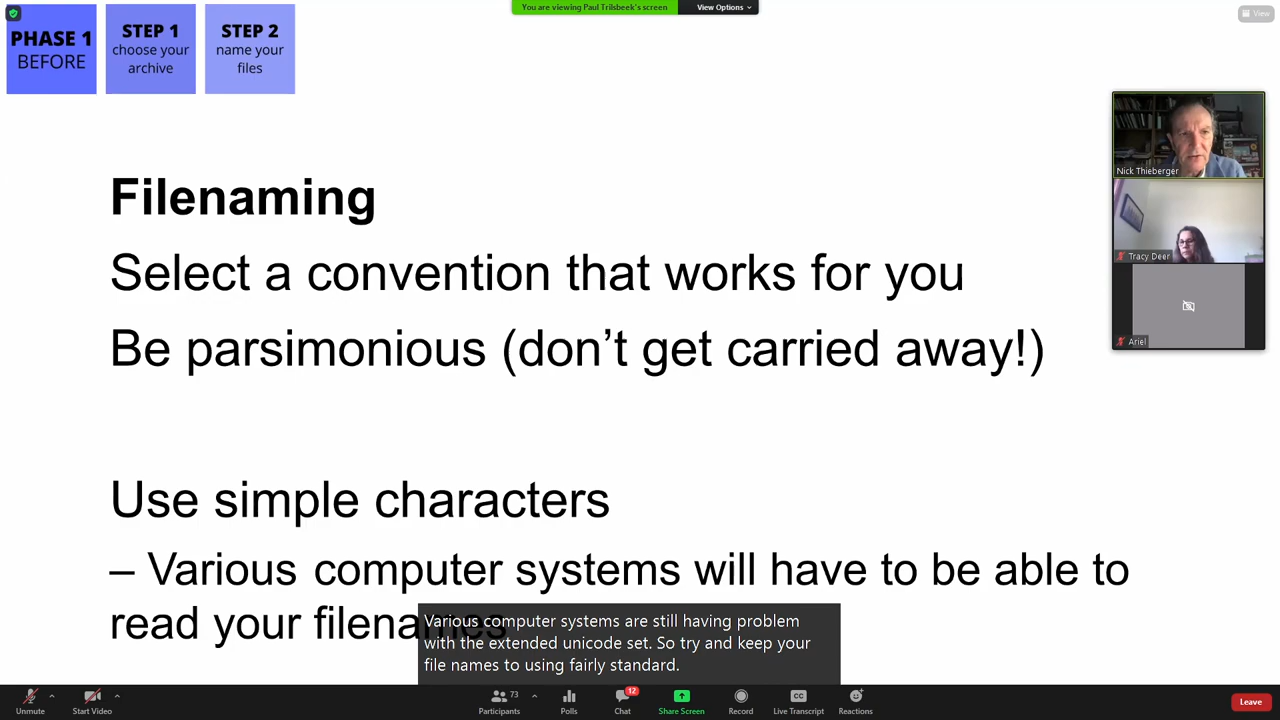 You are viewing Paul Trilsbeek's screen
View Options
View
PHASE 1
BEFORE
STEP 1
choose your
archive
STEP 2
name your
files
Filenaming
Select a convention that works for you
Be parsimonious (don't get carried away!)
Use simple characters
– Various computer systems will have to be able to
read your filenames
Nick Thieberger
Tracy Deer
Ariel
Various computer systems are still having problem
with the extended unicode set. So try and keep your
file names to using fairly standard.
Unmute
Start Video
Participants
73
Polls
Chat
12
Share Screen
Record
CC
Live Transcript
Reactions
Leave